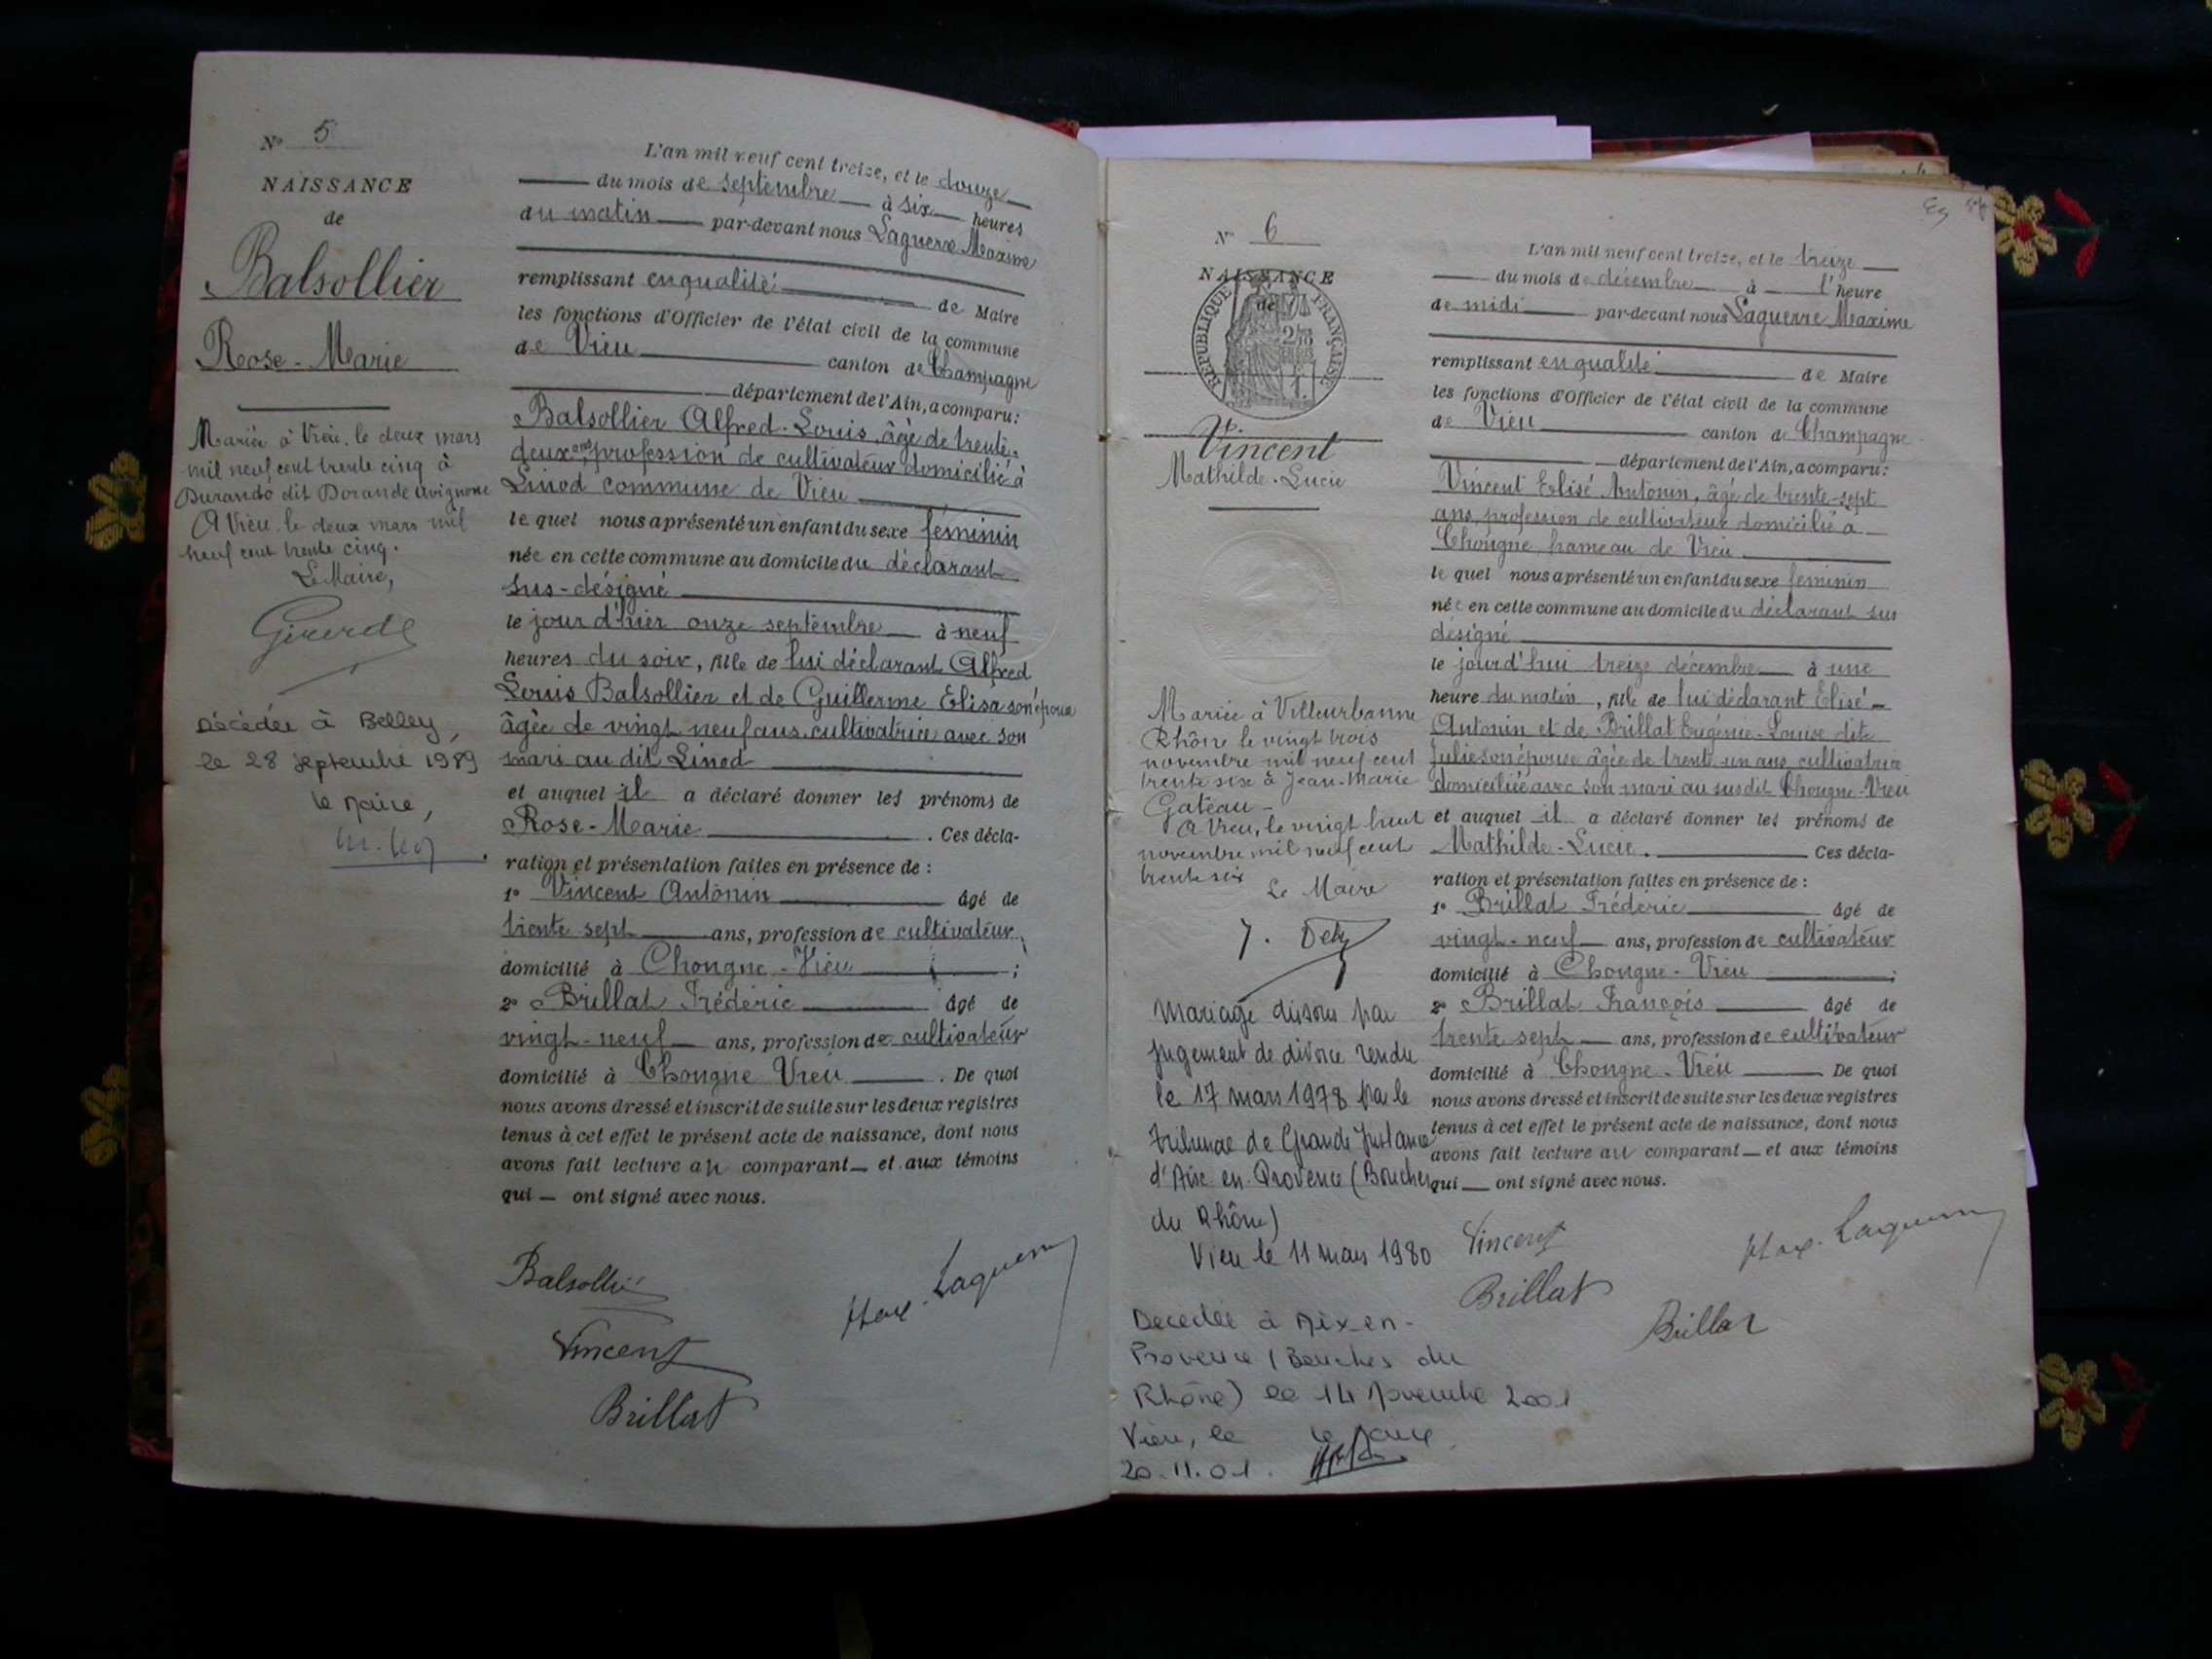 Nº 5
NAISSANCE
de
Balsollier
Rose-Marie
Mariée à Vieu, le deux mars
mil neuf cent trente cinq à
Durando dit Dorande Avignone
A Vieu le deux mars mil
neuf cent trente cinq.
Le Maire,
Décédée à Belley,
le 28 septembre 1989
le Maire,
L'an mil neuf cent treize, et le douze
du mois de septembre à six heures
du matin par-devant nous Laguerre Maxime
remplissant en qualité de Maire
les fonctions d'Officier de l'état civil de la commune
de Vieu canton de Champagne
département de l'Ain, a comparu:
Balsollier Alfred-Louis, âgé de trente-
deux ans, profession de cultivateur domicilié à
Linod commune de Vieu
lequel nous a présenté un enfant du sexe féminin
née en cette commune au domicile du déclarant
sus-désigné
le jour d'hier onze septembre à neuf
heures du soir, fille de lui déclarant Alfred
Louis Balsollier et de Guillerme Elisa son épouse
âgée de vingt neuf ans, cultivatrice avec son
mari au dit Linod
et auquel il a déclaré donner les prénoms de
Rose-Marie. Ces décla-
ration et présentation faites en présence de :
1º Vincent Antonin âgé de
trente sept ans, profession de cultivateur
domicilié à Chongne-Vieu ;
2º Brillat Frédéric âgé de
vingt-neuf ans, profession de cultivateur
domicilié à Chongne Vieu. De quoi
nous avons dressé et inscrit de suite sur les deux registres
tenus à cet effet le présent acte de naissance, dont nous
avons fait lecture au comparant et aux témoins
qui ont signé avec nous.
Balsollier
Max. Laguerre
Vincent
Brillat
Nº 6
NAISSANCE
de
RÉPUBLIQUE FRANÇAISE
Vincent
Mathilde-Lucie
Mariée à Villeurbanne
Rhône le vingt trois
novembre mil neuf cent
trente six à Jean-Marie
Gateau -
A Vieu, le vingt huit
novembre mil neuf cent
trente six
Le Maire
Mariage dissous par
jugement de divorce rendu
le 17 mars 1978 par le
tribunal de Grande Instance
d'Aix-en-Provence (Bouches
du Rhône)
Vieu le 11 mars 1980
Décédée à Aix-en-
Provence (Bouches du
Rhône) le 14 Novembre 2001
Vieu, le le Maire
20.11.01.
L'an mil neuf cent treize, et le treize
du mois de décembre à l'heure
de midi par-devant nous Laguerre Maxime
remplissant en qualité de Maire
les fonctions d'Officier de l'état civil de la commune
de Vieu canton de Champagne
département de l'Ain, a comparu:
Vincent Elisé Antonin, âgé de trente-sept
ans, profession de cultivateur domicilié à
Chongne hameau de Vieu
lequel nous a présenté un enfant du sexe féminin
née en cette commune au domicile du déclarant sus
désigné
le jourd'hui treize décembre à une
heure du matin, fille de lui déclarant Elisé-
Antonin et de Brillat Eugénie-Louise dite
Julie son épouse âgée de trente un ans, cultivatrice
domiciliée avec son mari au susdit Chongne-Vieu
et auquel il a déclaré donner les prénoms de
Mathilde-Lucie. Ces décla-
ration et présentation faites en présence de :
1º Brillat Frédéric âgé de
vingt-neuf ans, profession de cultivateur
domicilié à Chongne-Vieu ;
2º Brillat François âgé de
trente sept ans, profession de cultivateur
domicilié à Chongne-Vieu De quoi
nous avons dressé et inscrit de suite sur les deux registres
tenus à cet effet le présent acte de naissance, dont nous
avons fait lecture au comparant et aux témoins
qui ont signé avec nous.
Vincent
Max. Laguerre
Brillat
Brillat